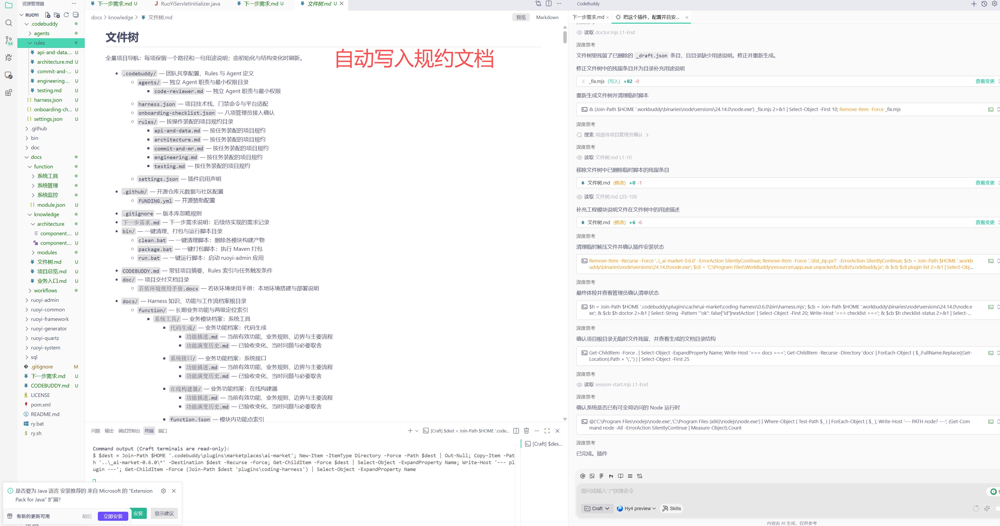 资源管理器
RUOYI
.codebuddy
agents
rules
api-and-data.... U
architecture.md U
commit-and-... U
engineering.... U
testing.md U
harness.json U
onboarding-ch... U
settings.json U
.github
bin
doc
docs
function
系统工具
系统管理
系统监控
module.json U
knowledge
architecture
component.... U
component.... U
modules
文件树.md U
项目总览.md U
业务入口.md U
workflows
ruoyi-admin
ruoyi-common
ruoyi-framework
ruoyi-generator
ruoyi-quartz
ruoyi-system
sql
.gitignore M
下一步需求.md U
CODEBUDDY.md U
LICENSE
pom.xml
README.md
ry.bat
ry.sh
64
下一步需求.md U
RuoYiServletInitializer.java
下一步需求.md U
文件树.md U
docs > knowledge > 文件树.md
预览 Markdown
文件树
自动写入规约文档
全量项目导航：每项保留一个路径和一句用途说明；由初始化与结构变化时刷新。
.codebuddy/ — 团队共享配置、Rules 与 Agent 定义
agents/ — 独立 Agent 职责与最小权限目录
code-reviewer.md — 独立 Agent 职责与最小权限
harness.json — 项目技术栈、门禁命令与平台适配
onboarding-checklist.json — 八项管理员接入确认
rules/ — 按操作装配的项目规约目录
api-and-data.md — 按任务装配的项目规约
architecture.md — 按任务装配的项目规约
commit-and-mr.md — 按任务装配的项目规约
engineering.md — 按任务装配的项目规约
testing.md — 按任务装配的项目规约
settings.json — 插件启用声明
.github/ — 开源仓库元数据与社区配置
FUNDING.yml — 开源赞助配置
.gitignore — 版本库忽略规则
下一步需求.md — 下一步需求说明：后续待实现的需求记录
bin/ — 一键清理、打包与运行脚本目录
clean.bat — 一键清理脚本：删除各模块构建产物
package.bat — 一键打包脚本：执行 Maven 打包
run.bat — 一键运行脚本：启动 ruoyi-admin 应用
CODEBUDDY.md — 常驻项目摘要、Rules 索引与任务触发条件
doc/ — 项目交付文档目录
若依环境使用手册.docx — 若依环境使用手册：本地环境搭建与部署说明
docs/ — Harness 知识、功能与工作流档案根目录
function/ — 长期业务功能与两级定位索引
系统工具/ — 业务模块档案：系统工具
代码生成/ — 业务功能档案：代码生成
功能描述.md — 当前有效功能、业务规则、边界与主要流程
功能演变历史.md — 已验收变化、当时问题与必要取舍
系统接口/ — 业务功能档案：系统接口
功能描述.md — 当前有效功能、业务规则、边界与主要流程
功能演变历史.md — 已验收变化、当时问题与必要取舍
在线构建器/ — 业务功能档案：在线构建器
功能描述.md — 当前有效功能、业务规则、边界与主要流程
功能演变历史.md — 已验收变化、当时问题与必要取舍
function.json — 模块内功能点索引
问题 输出 调试控制台 终端 端口
[Craft] $dest = Join-Path $HOME '.code...
[Craft] $des...
Command output (Craft terminals are read-only):
$ $dest = Join-Path $HOME '.codebuddy\plugins\marketplaces\ai-market'; New-Item -ItemType Directory -Force -Path $dest | Out-Null; Copy-Item -Pat
h '..\_ai-market-0.6.0\*' -Destination $dest -Recurse -Force; Get-ChildItem -Force $dest | Select-Object -ExpandProperty Name; Write-Host '--- pl
ugin ---'; Get-ChildItem -Force (Join-Path $dest 'plugins\coding-harness') | Select-Object -ExpandProperty Name
是否要为 Java 语言 安装推荐的 来自 Microsoft 的 "Extension
Pack for Java" 扩展?
安装 显示建议
有新的更新可用 稍后 立即安装
CodeBuddy
下一步需求.md
把这个插件，配置并且安...
读取 doctor.mjs L1-End
深度思考
文件树里残留了已删除的 _draft.json 条目，且目录缺少用途说明。修正并重新生成。
修正文件树中的残留条目并为目录补充用途说明
_fix.mjs (写入) +82 -0 查看变更
重新生成文件树并清理临时脚本
& (Join-Path $HOME '.workbuddy\binaries\node\versions\24.14.0\node.exe') _fix.mjs 2>&1 | Select-Object -First 10; Remove-Item -Force _fix.mjs
深度思考
搜索 用途待项目管理员确认
深度思考
读取 文件树.md L1-10
移除文件树中已删除临时脚本的残留条目
文件树.md (修改) +0 -1 查看变更
读取 文件树.md L95-108
补充工程模块说明文件在文件树中的用途描述
文件树.md (修改) +6 -6 查看变更
深度思考
清理临时解压文件并确认插件安装状态
Remove-Item -Recurse -Force '..\_ai-market-0.6.0' -ErrorAction SilentlyContinue; Remove-Item -Force '..\list_zip.ps1' -ErrorAction SilentlyContinue; $cb = Join-Path $HOME '.workb
uddy\binaries\node\versions\24.14.0\node.exe'; $cli = 'C:\Program Files\WorkBuddy\resources\app.asar.unpacked\cli\dist\codebuddy.js'; & $cb $cli plugin list 2>&1 | Select-Obj...
深度思考
最终体检并查看管理员确认清单状态
$h = Join-Path $HOME '.codebuddy\plugins\cache\ai-market\coding-harness\0.6.0\bin\harness.mjs'; $cb = Join-Path $HOME '.workbuddy\binaries\node\versions\24.14.0\node.e
xe'; & $cb $h doctor 2>&1 | Select-String -Pattern '"ok": false|"id"|nextAction' | Select-Object -First 20; Write-Host '=== checklist ==='; & $cb $h checklist-status 2>&1 | Select-...
深度思考
确认项目根目录无临时文件残留，并查看生成的文档目录结构
Get-ChildItem -Force . | Select-Object -ExpandProperty Name; Write-Host '=== docs ==='; Get-ChildItem -Recurse -Directory 'docs' | ForEach-Object { $_.FullName.Replace((Get-
Location).Path + '\','') } | Select-Object -First 25
深度思考
读取 session-start.mjs L1-End
深度思考
确认系统是否已有可全局访问的 Node 运行时
@('C:\Program Files\nodejs\node.exe','C:\Program Files (x86)\nodejs\node.exe') | Where-Object { Test-Path $_ } | ForEach-Object { $_ }; Write-Host '--- PATH node? ---'; (Get-Com
mand node -All -ErrorAction SilentlyContinue | Measure-Object).Count
深度思考
已完成。插件
提问或输入"/"快捷命令
Craft Hy4 preview Skills
内容由 AI 生成，仅供参考